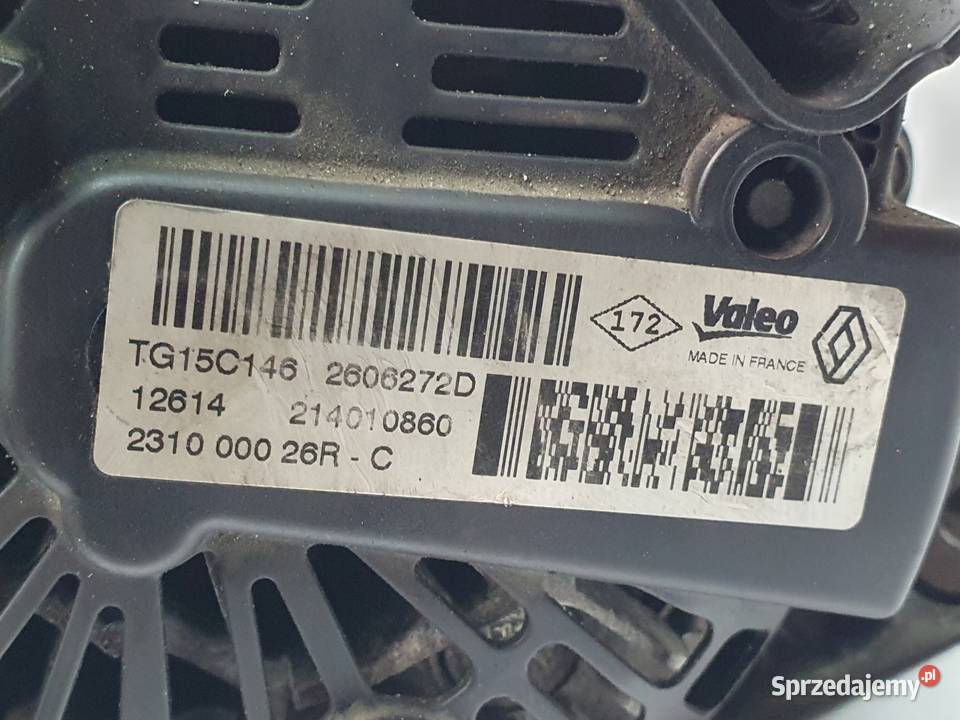 172
Valeo
MADE IN FRANCE
TG15C146 2606272D
12614 214010860
2310 000 26R - C
Sprzedajemy.pl